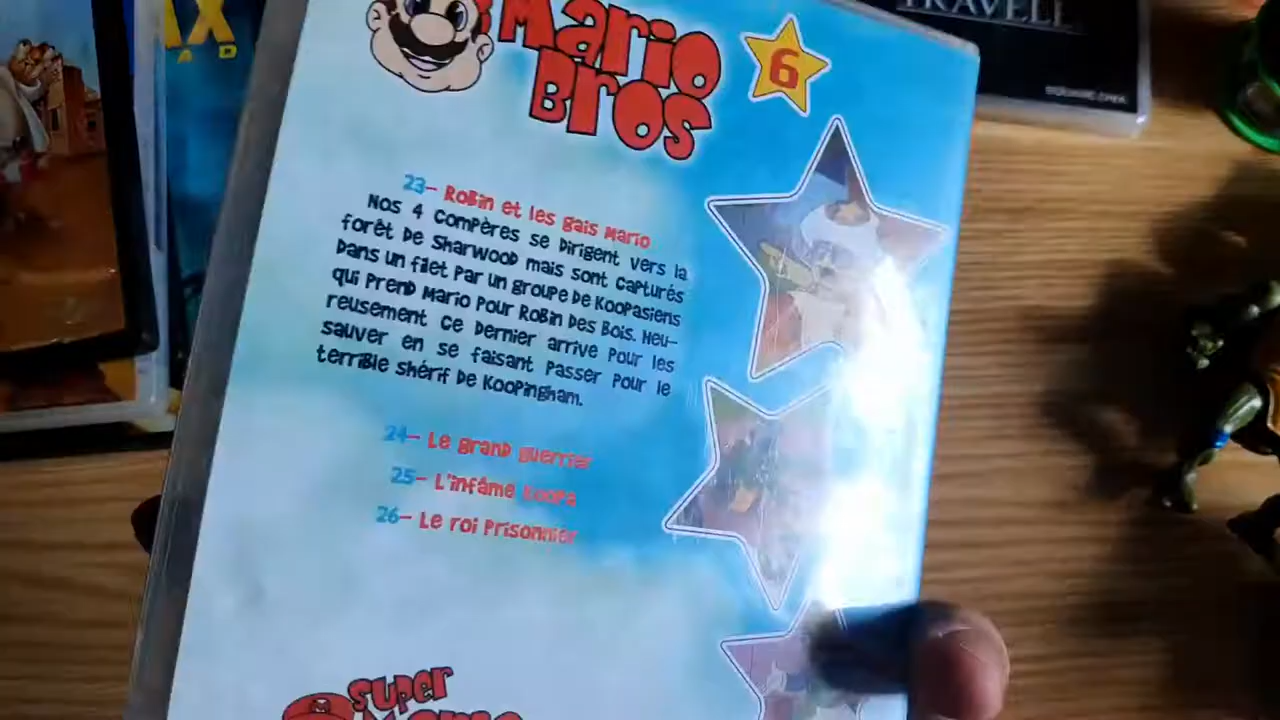 Mario
Bros
6
23- Robin et les gais Mario
Nos 4 compères se dirigent vers la
forêt de Sharwood mais sont capturés
dans un filet par un groupe de Koopasiens
qui prend Mario pour Robin des Bois. Heu-
reusement ce dernier arrive pour les
sauver en se faisant passer pour le
terrible shérif de Koopingham.
24- Le grand guerrier
25- L'infâme Koopa
26- Le roi prisonnier
Super
SQUARE ENIX